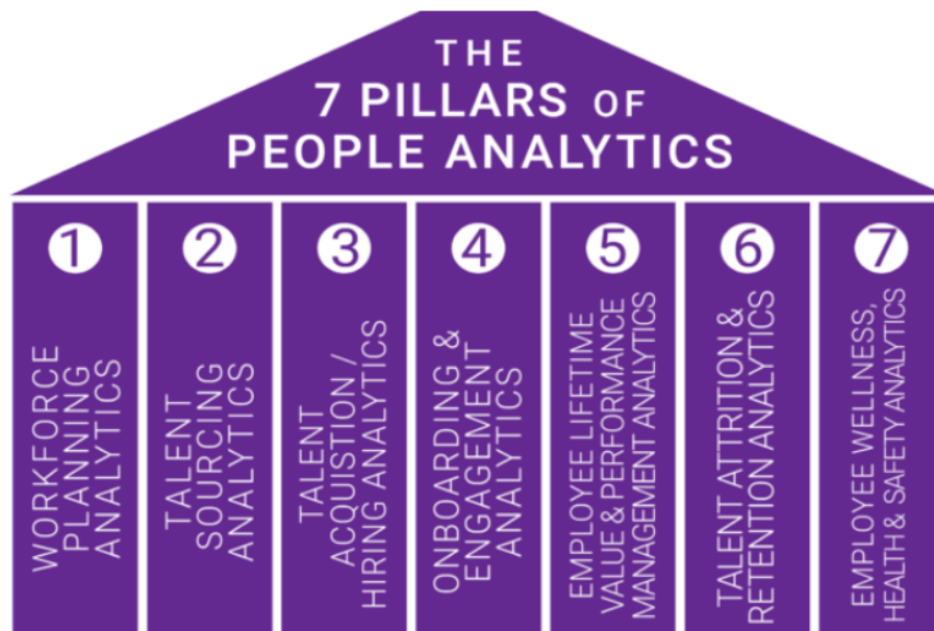 THE
7 PILLARS OF
PEOPLE ANALYTICS
1
WORKFORCE
PLANNING
ANALYTICS
2
TALENT
SOURCING
ANALYTICS
3
TALENT
ACQUISTION /
HIRING ANALYTICS
4
ONBOARDING &
ENGAGEMENT
ANALYTICS
5
EMPLOYEE LIFETIME
VALUE & PERFORMANCE
MANAGEMENT ANALYTICS
6
TALENT ATTRITION &
RETENTION ANALYTICS
7
EMPLOYEE WELLNESS,
HEALTH & SAFETY ANALYTICS